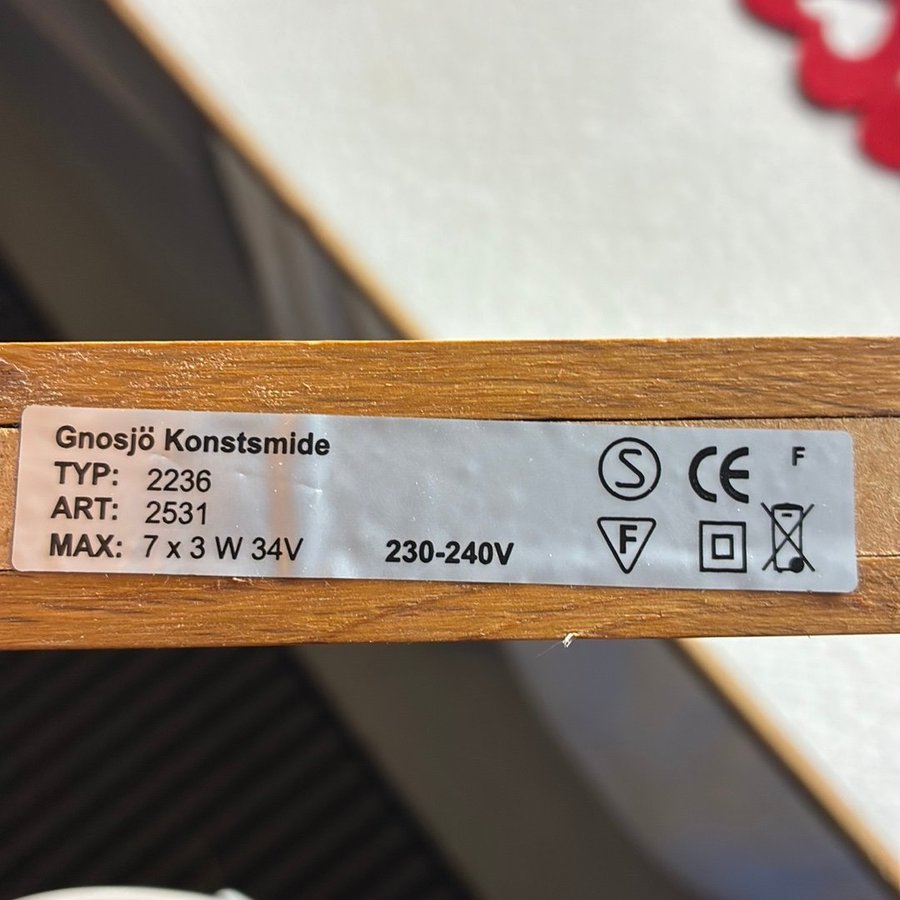 Gnosjö Konstsmide
TYP: 2236
ART: 2531
MAX: 7 x 3 W 34V 230-240V
S CE F
F